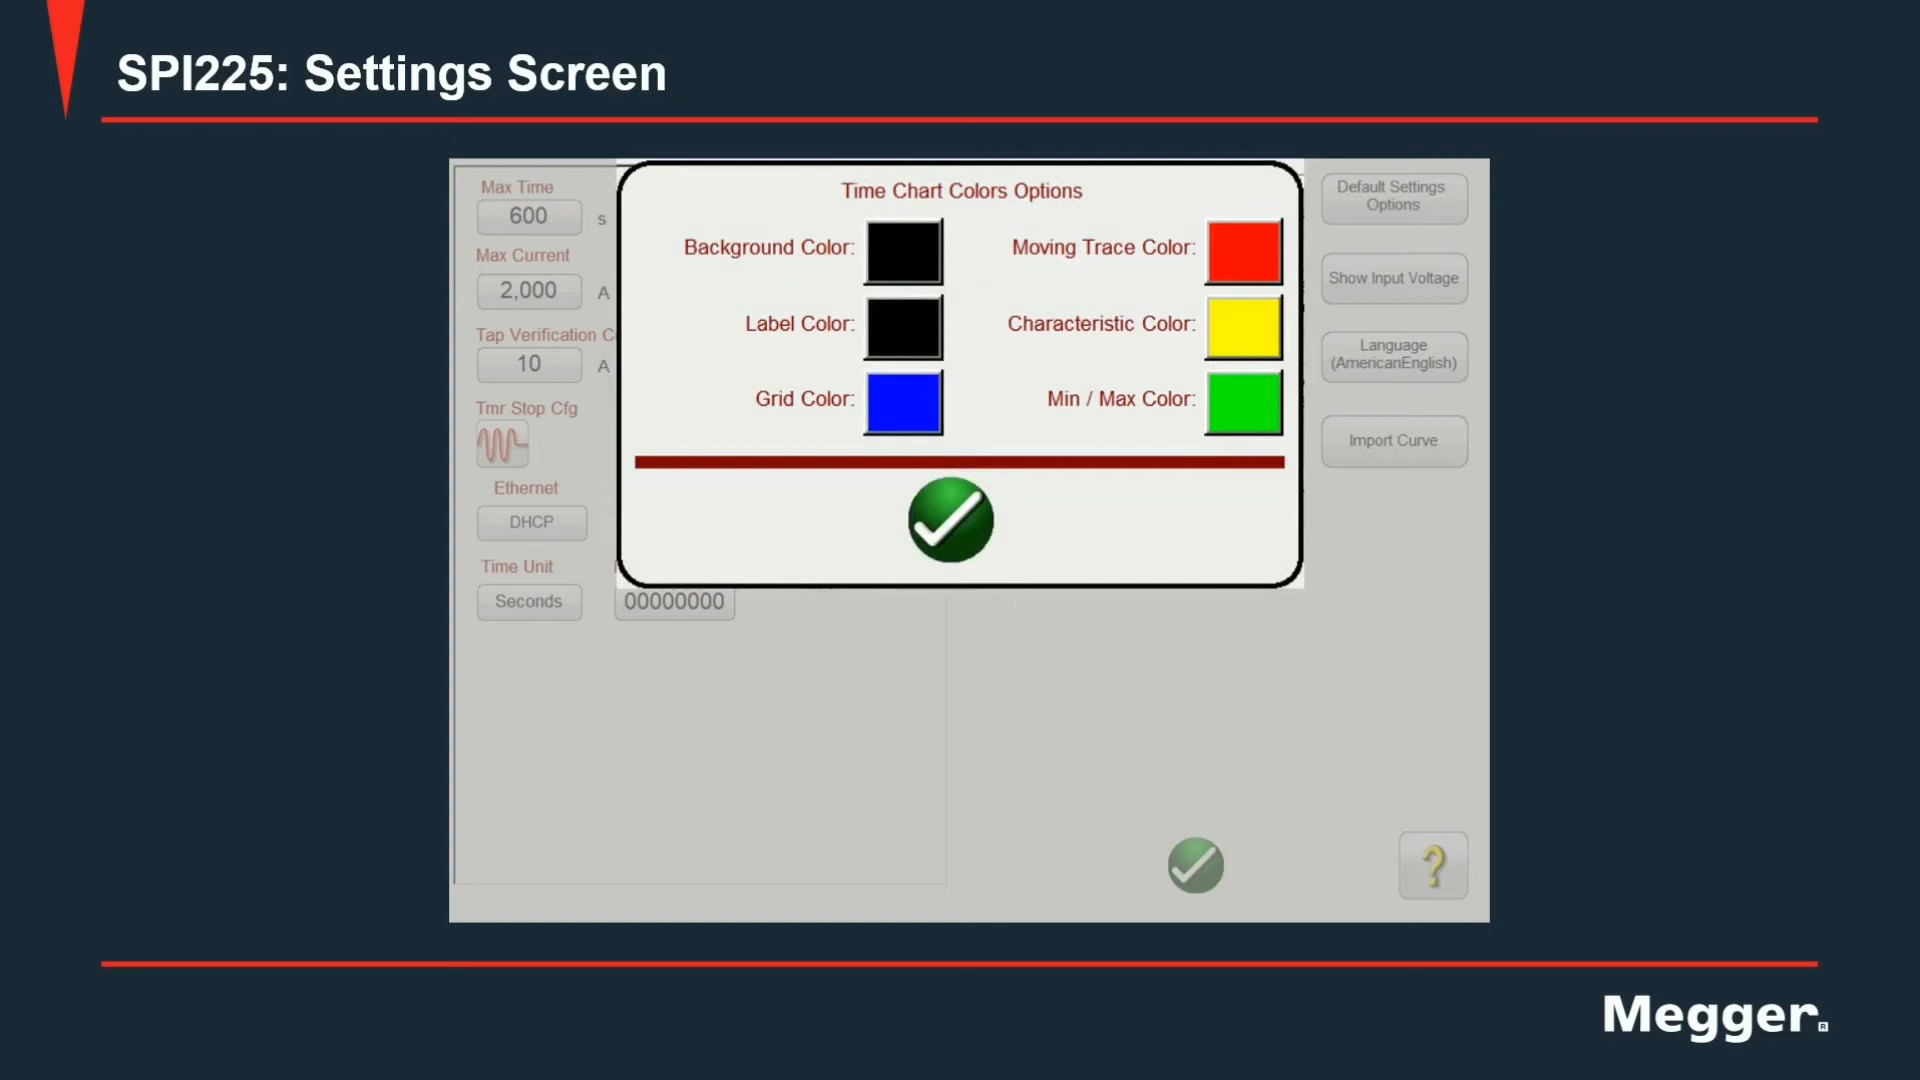 SPI225: Settings Screen
Time Chart Colors Options
Background Color:
Moving Trace Color:
Label Color:
Characteristic Color:
Grid Color:
Min / Max Color:
Max Time
600 s
Max Current
2,000 A
Tap Verification C
10 A
Tmr Stop Cfg
Ethernet
DHCP
Time Unit
Seconds
00000000
Default Settings
Options
Show Input Voltage
Language
(AmericanEnglish)
Import Curve
?
Megger®